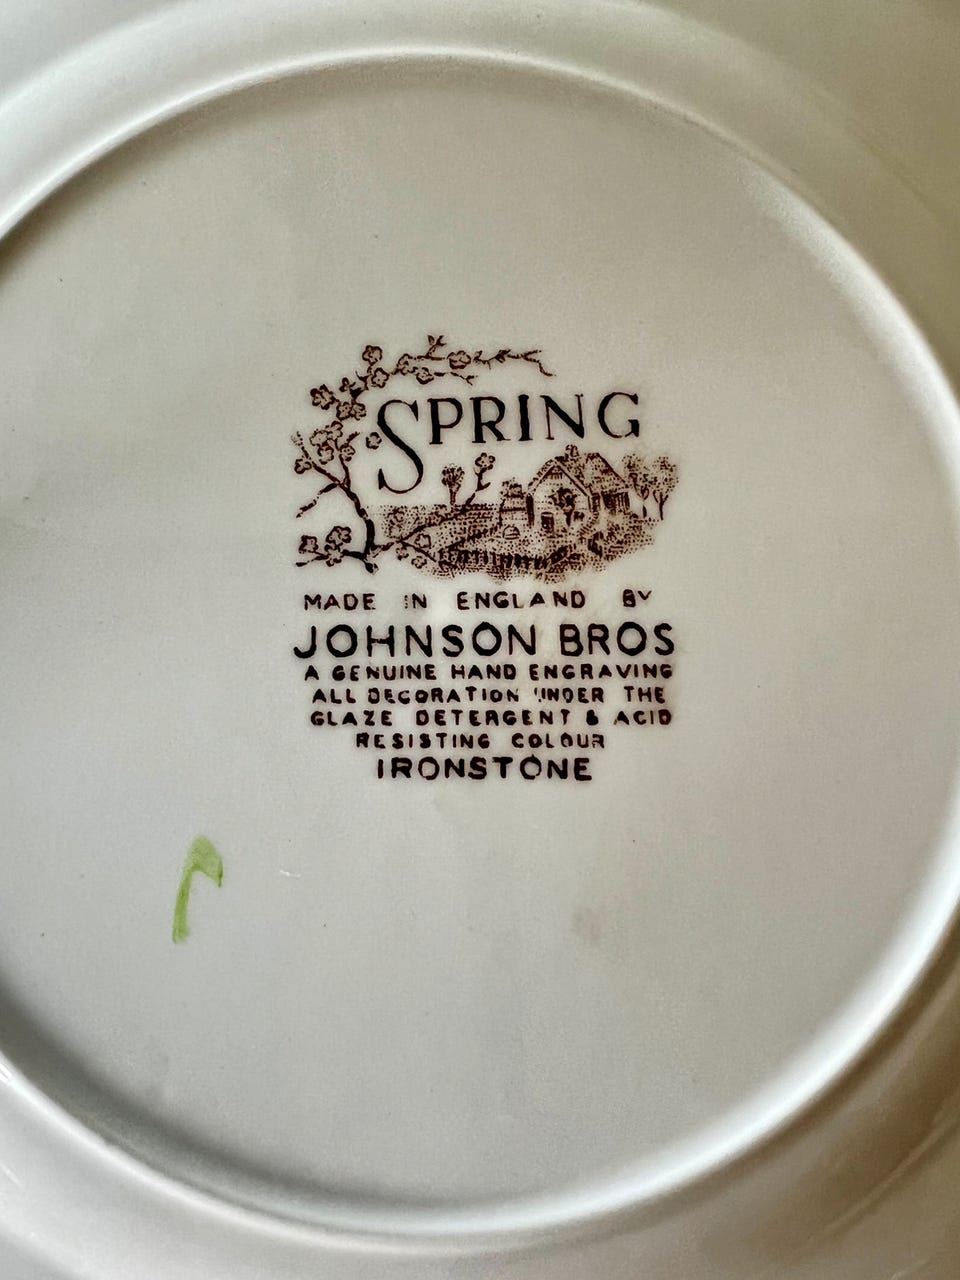 SPRING
MADE IN ENGLAND BY
JOHNSON BROS
A GENUINE HAND ENGRAVING
ALL DECORATION UNDER THE
GLAZE DETERGENT & ACID
RESISTING COLOUR
IRONSTONE